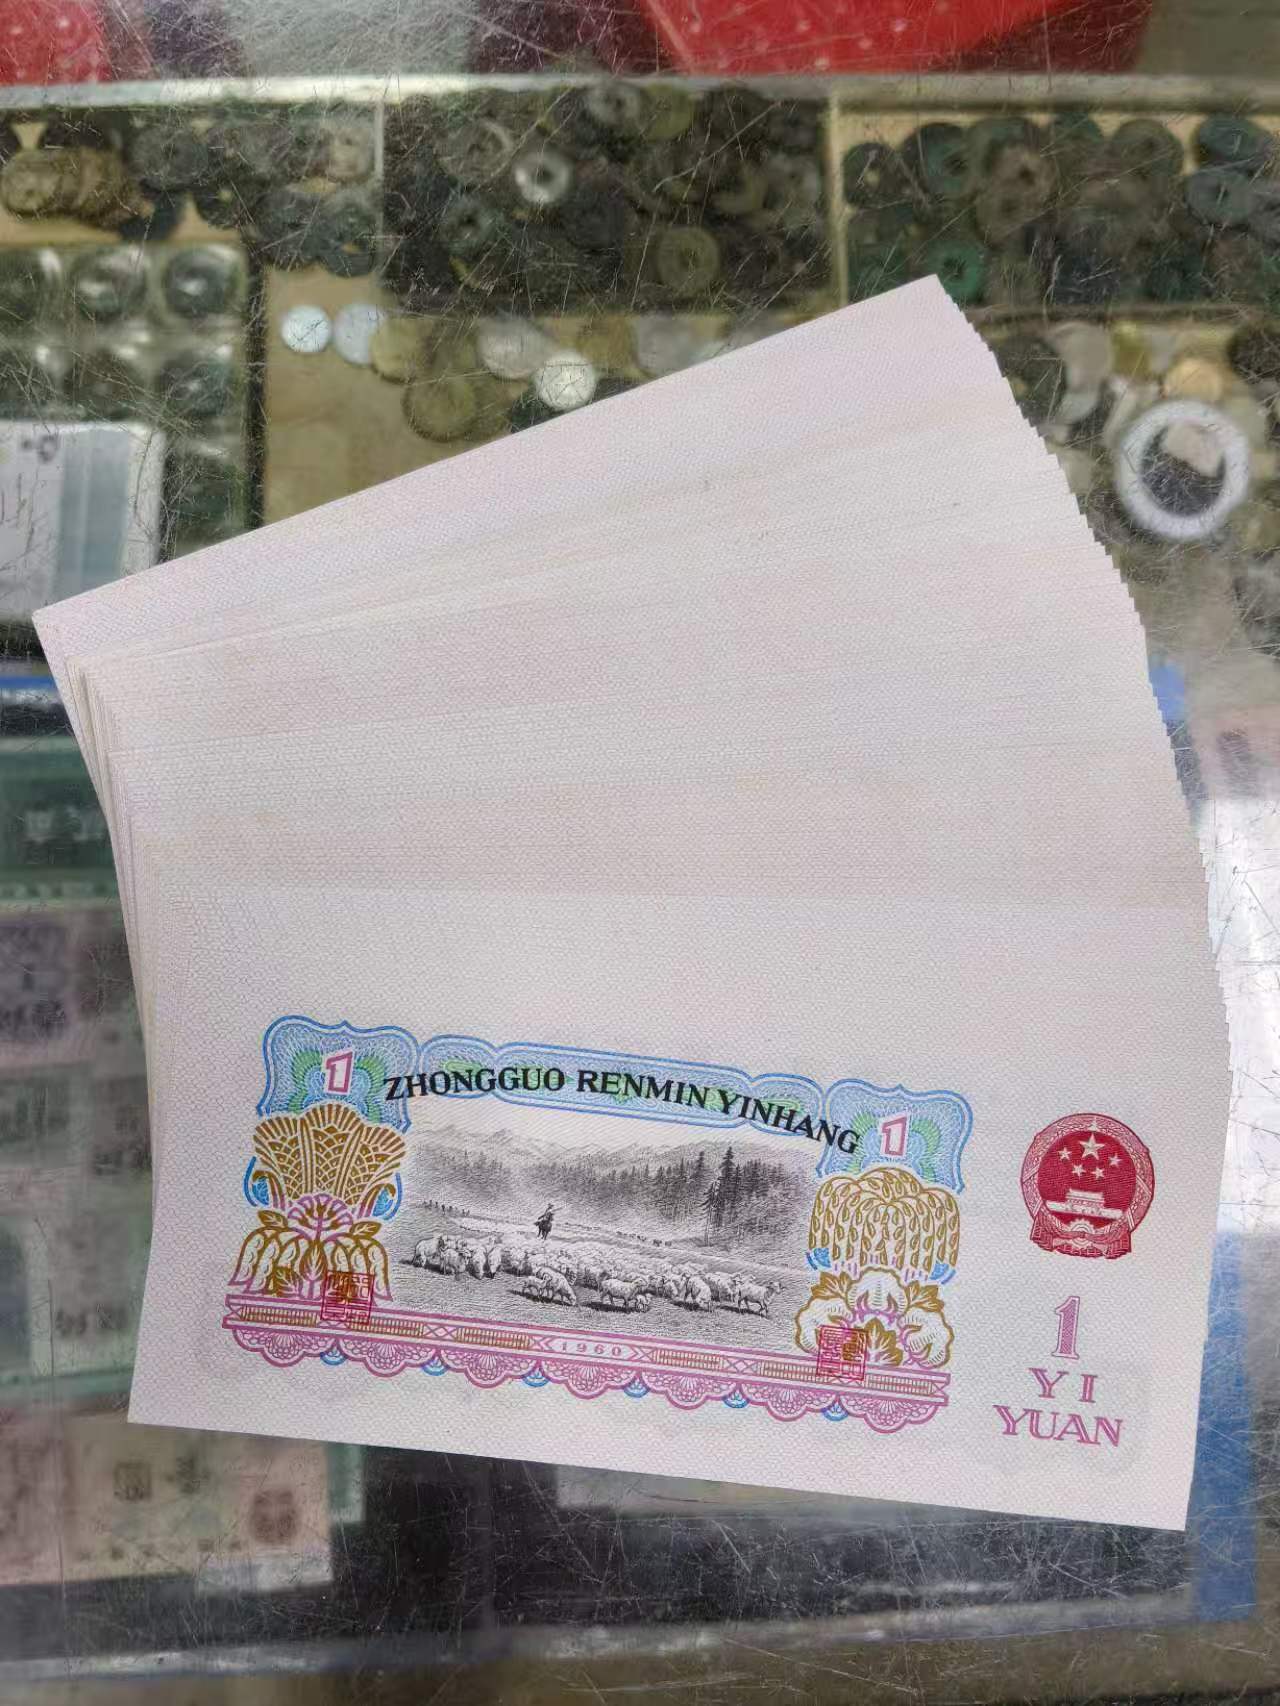 1
ZHONGGUO RENMIN YINHANG
1
1960
1
YI
YUAN